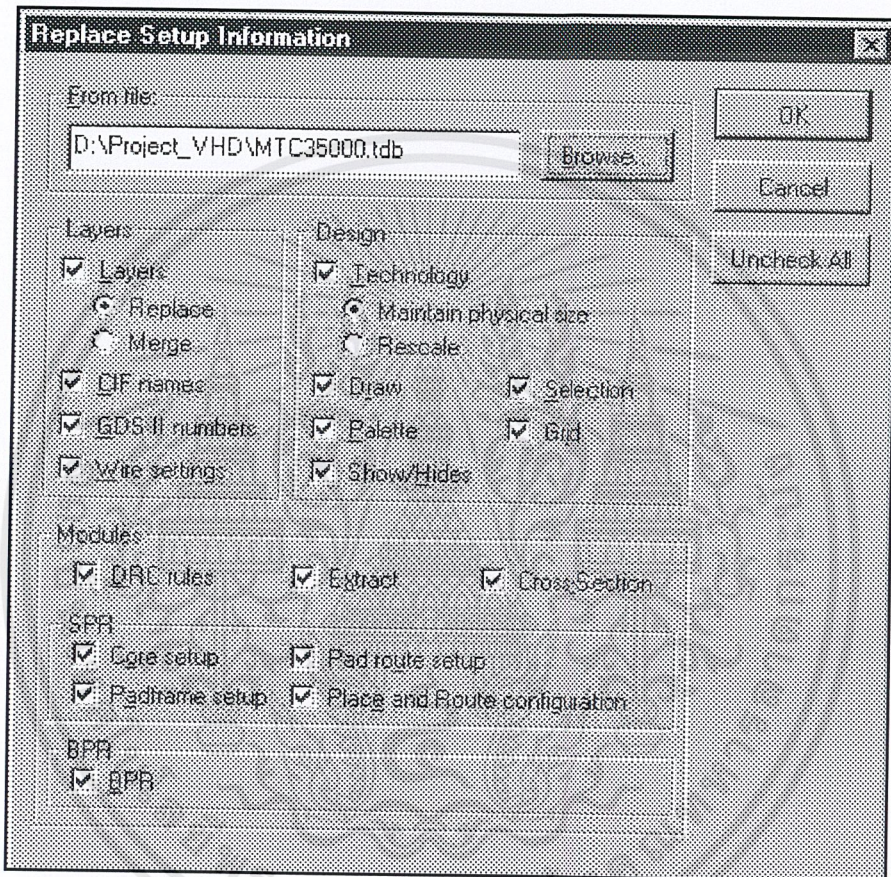 Replace Setup Information
From file:
D:\Project_VHD\MTC35000.tdb
Browse...
OK
Cancel
Uncheck All
Layers
Layers
Replace
Merge
CIF names
GDS-II numbers
Wire settings
Design
Technology
Maintain physical size
Rescale
Draw
Selection
Palette
Grid
Show/Hides
Modules
DRC rules
Extract
Cross-Section
SPR
Core setup
Pad route setup
Padframe setup
Place and Route configuration
BPR
BPR